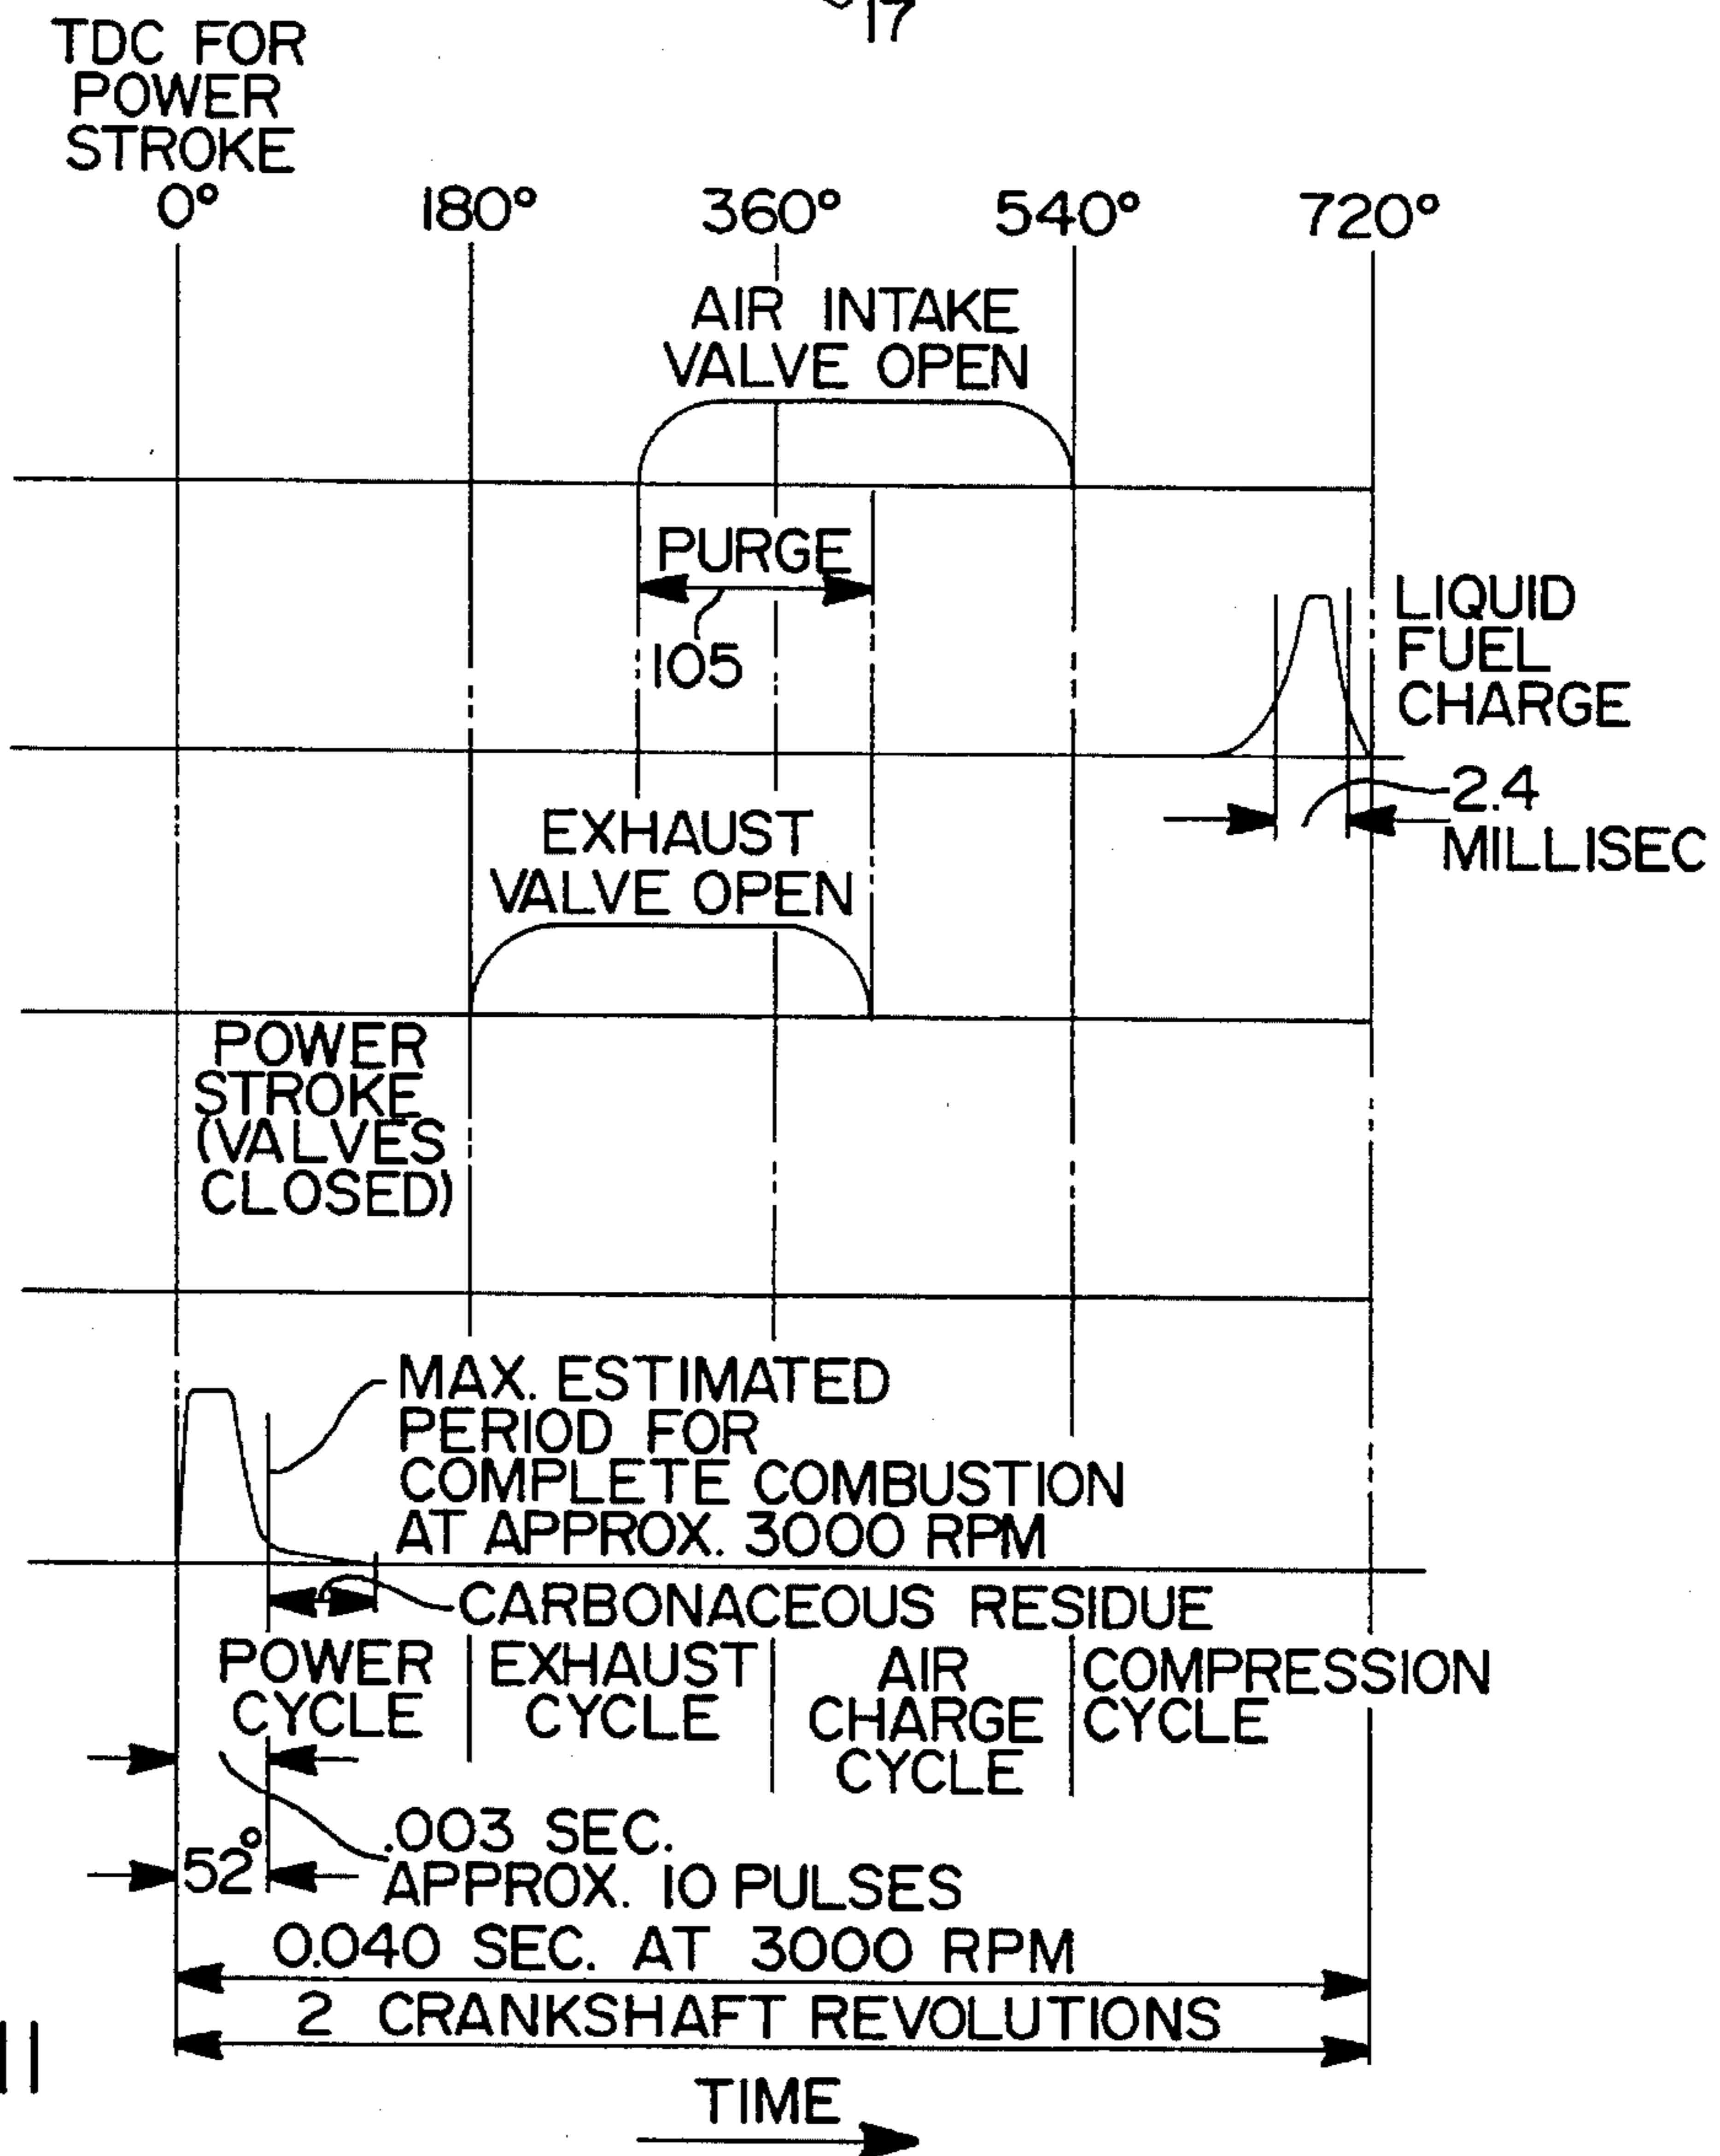 17
TDC FOR
POWER
STROKE
0° 180° 360° 540° 720°
AIR INTAKE
VALVE OPEN
PURGE
105
LIQUID
FUEL
CHARGE
2.4
MILLISEC
EXHAUST
VALVE OPEN
POWER
STROKE
(VALVES
CLOSED)
MAX. ESTIMATED
PERIOD FOR
COMPLETE COMBUSTION
AT APPROX. 3000 RPM
CARBONACEOUS RESIDUE
POWER
CYCLE
EXHAUST
CYCLE
AIR
CHARGE
CYCLE
COMPRESSION
CYCLE
.003 SEC.
APPROX. 10 PULSES
52°
0.040 SEC. AT 3000 RPM
2 CRANKSHAFT REVOLUTIONS
11
TIME